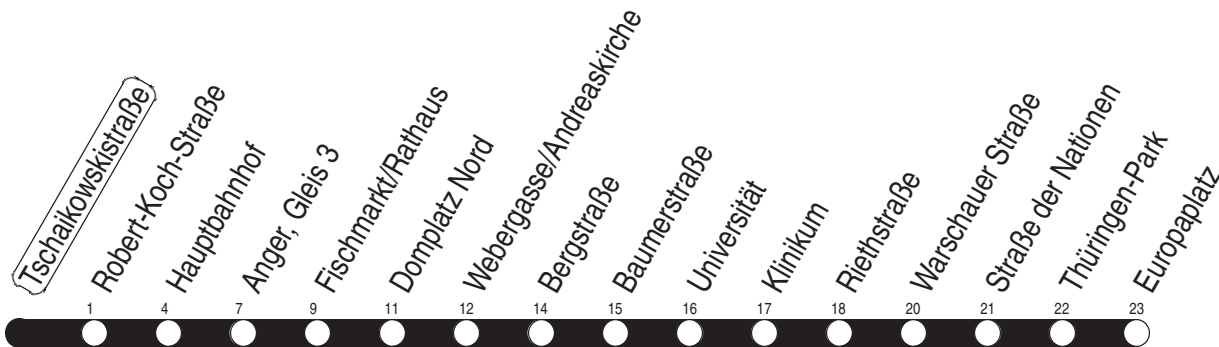 Tschaikowskistraße
Robert-Koch-Straße
Hauptbahnhof
Anger, Gleis 3
Fischmarkt/Rathaus
Domplatz Nord
Webergasse/Andreaskirche
Bergstraße
Baumerstraße
Universität
Klinikum
Riethstraße
Warschauer Straße
Straße der Nationen
Thüringen-Park
Europaplatz
1 4 7 9 11 12 14 15 16 17 18 20 21 22 23